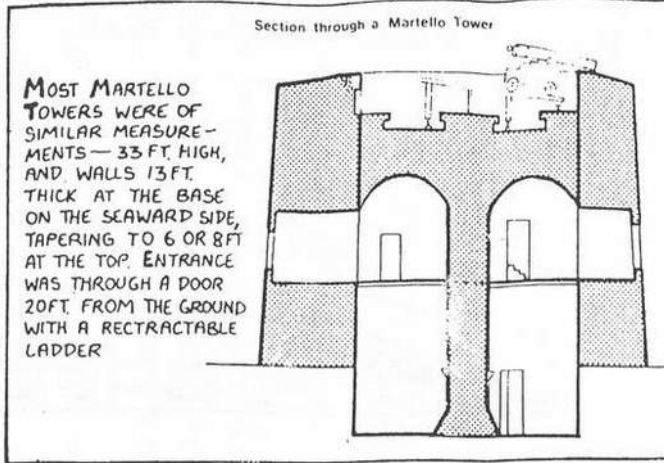 Section through a Martello Tower
MOST MARTELLO
TOWERS WERE OF
SIMILAR MEASURE-
MENTS — 33 FT. HIGH,
AND WALLS 13 FT.
THICK AT THE BASE
ON THE SEAWARD SIDE,
TAPERING TO 6 OR 8 FT
AT THE TOP. ENTRANCE
WAS THROUGH A DOOR
20 FT. FROM THE GROUND
WITH A RECTRACTABLE
LADDER